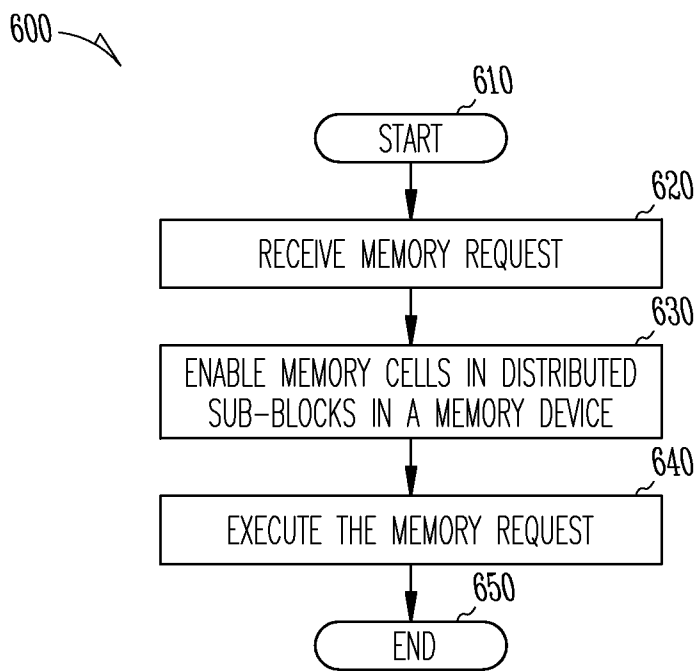 600
610
START
620
RECEIVE MEMORY REQUEST
630
ENABLE MEMORY CELLS IN DISTRIBUTED
SUB-BLOCKS IN A MEMORY DEVICE
640
EXECUTE THE MEMORY REQUEST
650
END